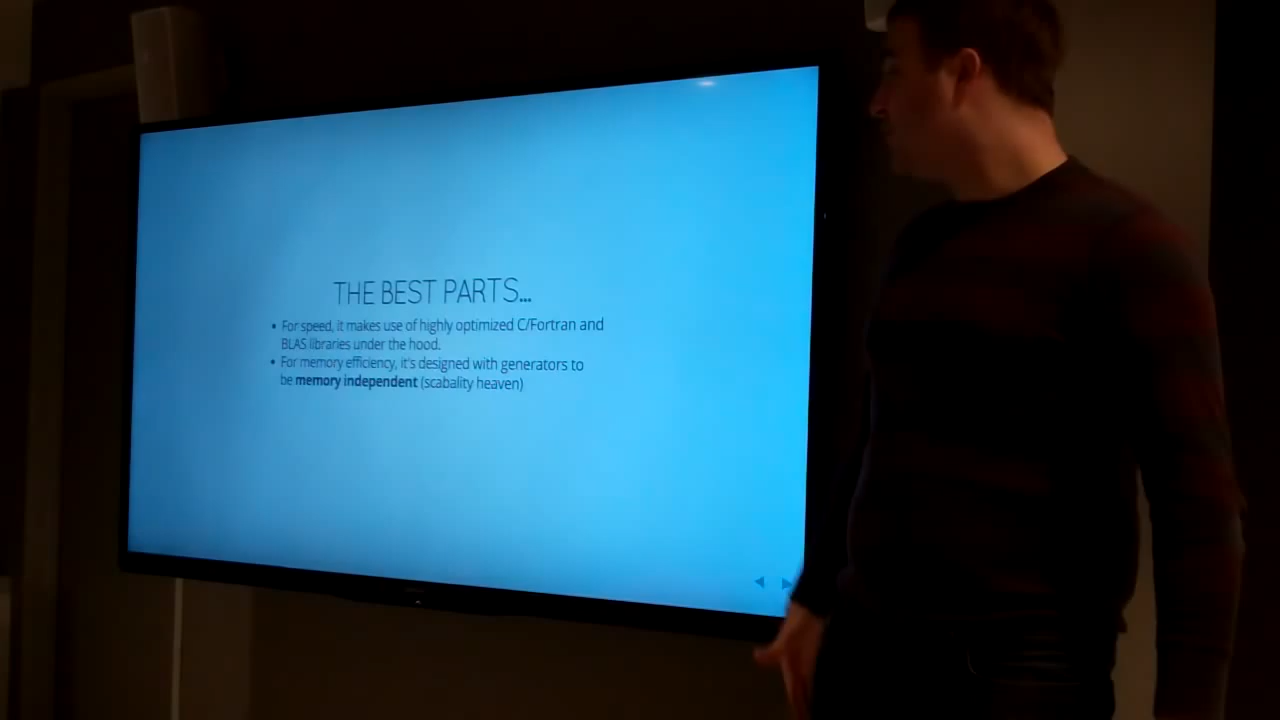 THE BEST PARTS...
• For speed, it makes use of highly optimized C/Fortran and
BLAS libraries under the hood.
• For memory efficiency, it's designed with generators to
be memory independent (scabality heaven)